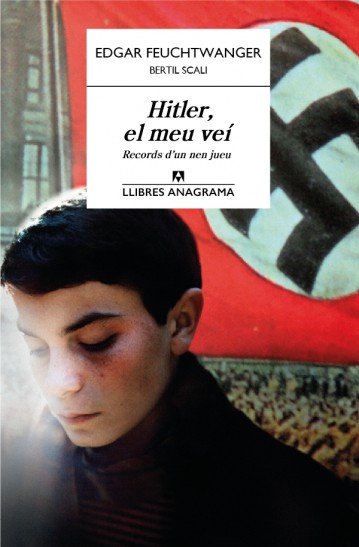 EDGAR FEUCHTWANGER
BERTIL SCALI
Hitler,
el meu veí
Records d'un nen jueu
LLIBRES ANAGRAMA